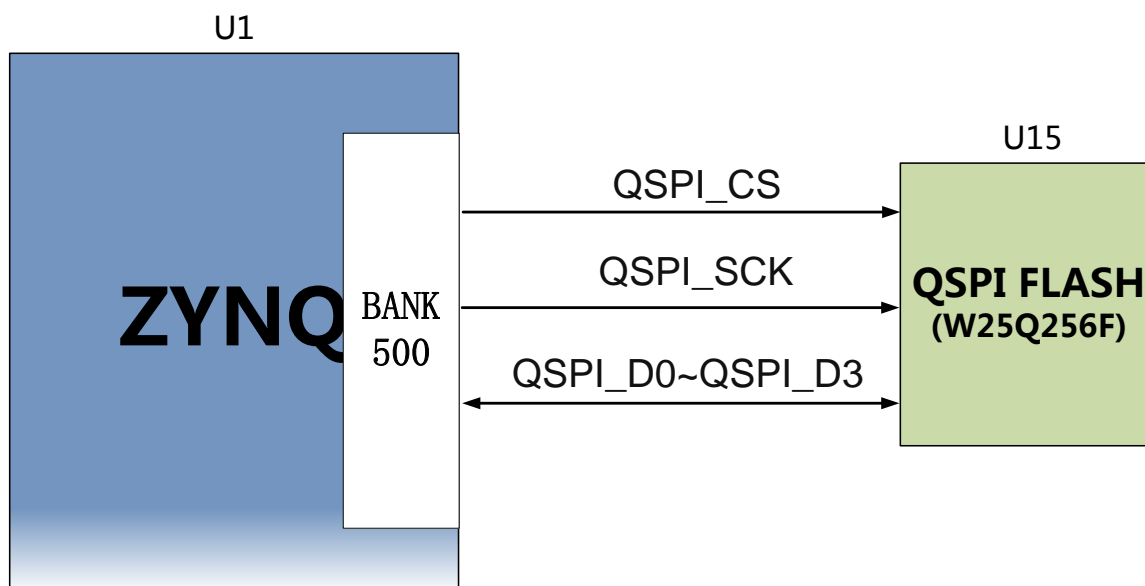 U1
U15
QSPI_CS
QSPI_SCK
ZYNQ
BANK
500
QSPI FLASH
(W25Q256F)
QSPI_D0~QSPI_D3